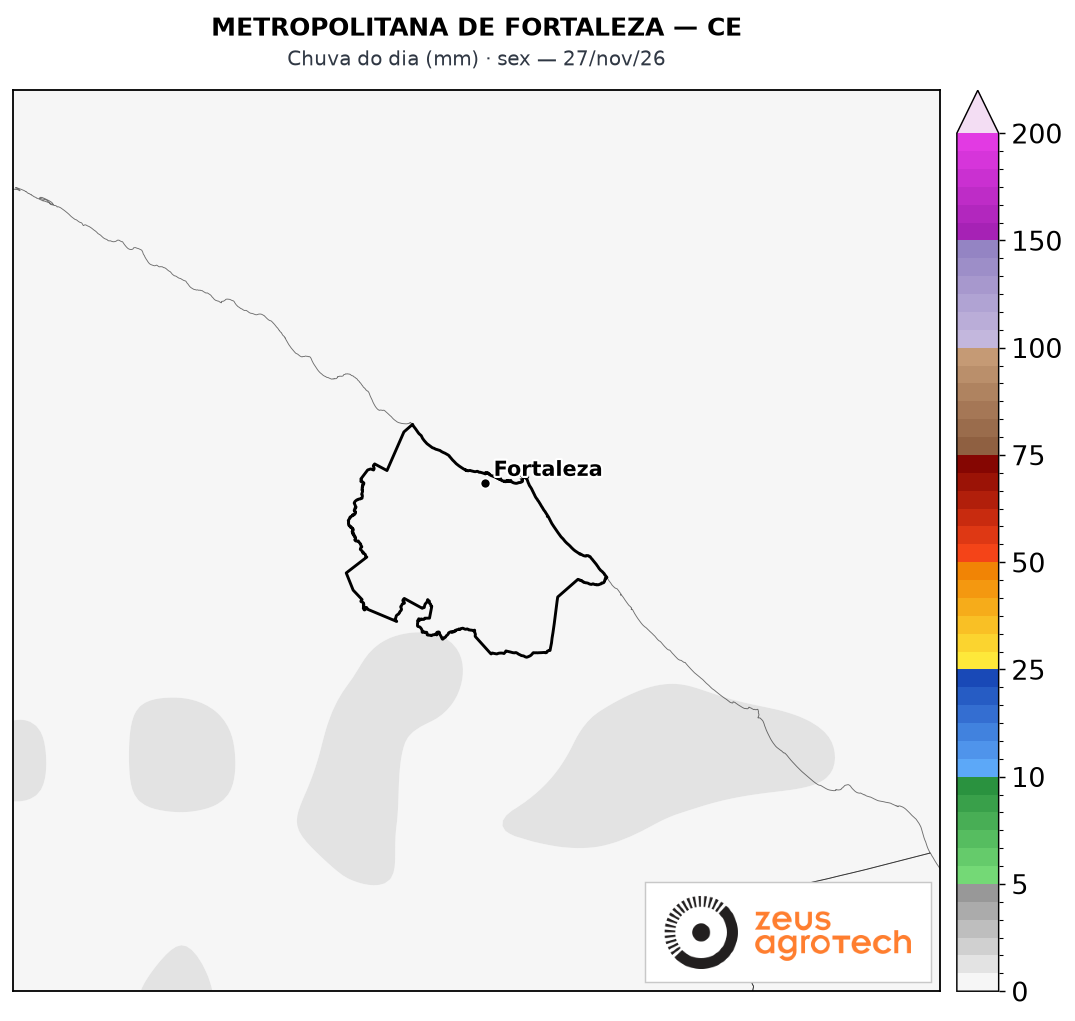 METROPOLITANA DE FORTALEZA — CE
Chuva do dia (mm) · sex — 27/nov/26
200
150
100
75
50
25
10
5
0
Fortaleza
zeus
agrotech